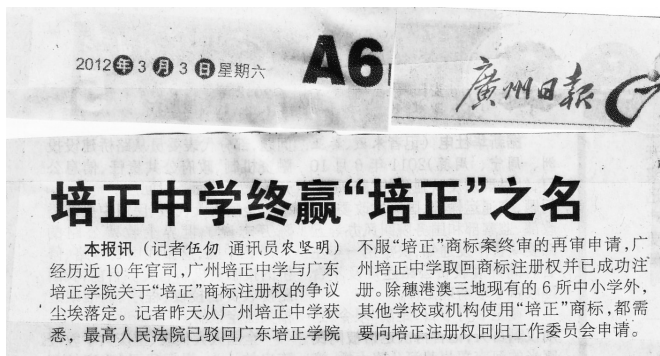 2012年3月3日星期六
A6
廣州日報
培正中学终赢“培正”之名
本报讯（记者伍仞 通讯员农坚明）
经历近10年官司,广州培正中学与广东
培正学院关于“培正”商标注册权的争议
尘埃落定。记者昨天从广州培正中学获
悉，最高人民法院已驳回广东培正学院
不服“培正”商标案终审的再审申请,广
州培正中学取回商标注册权并已成功注
册。除穗港澳三地现有的6所中小学外,
其他学校或机构使用“培正”商标,都需
要向培正注册权回归工作委员会申请。